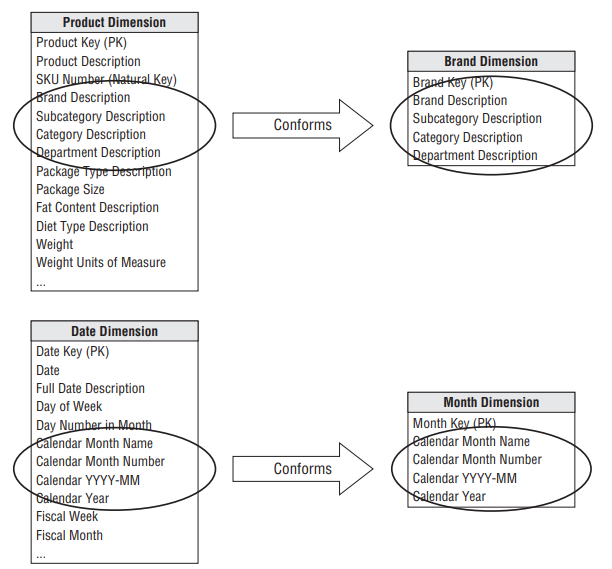 Product Dimension
Product Key (PK)
Product Description
SKU Number (Natural Key)
Brand Description
Subcategory Description
Category Description
Department Description
Package Type Description
Package Size
Fat Content Description
Diet Type Description
Weight
Weight Units of Measure
...
Conforms
Brand Dimension
Brand Key (PK)
Brand Description
Subcategory Description
Category Description
Department Description
Date Dimension
Date Key (PK)
Date
Full Date Description
Day of Week
Day Number in Month
Calendar Month Name
Calendar Month Number
Calendar YYYY-MM
Calendar Year
Fiscal Week
Fiscal Month
...
Conforms
Month Dimension
Month Key (PK)
Calendar Month Name
Calendar Month Number
Calendar YYYY-MM
Calendar Year